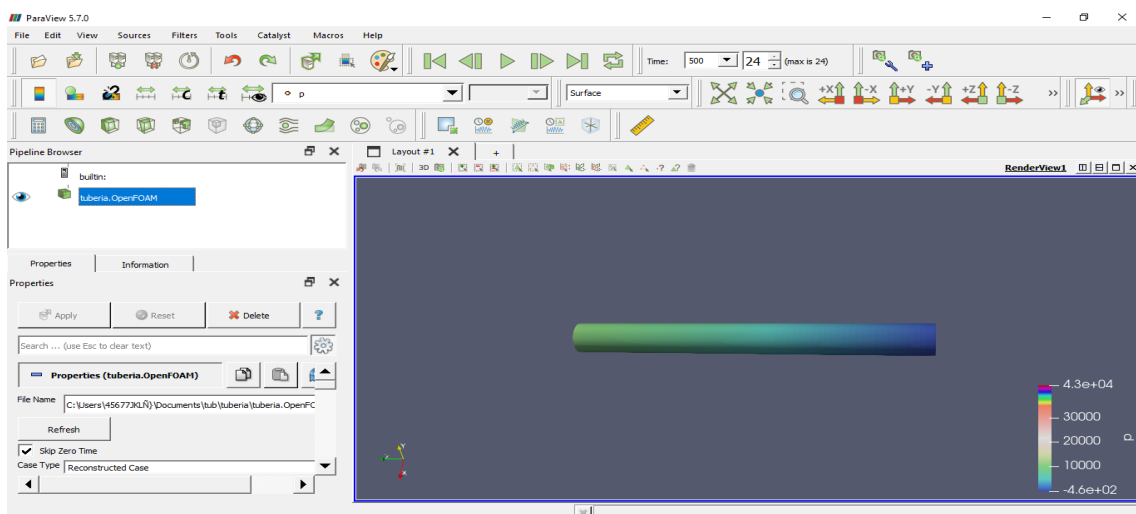 ParaView 5.7.0
File Edit View Sources Filters Tools Catalyst Macros Help
Time: 500 24 (max is 24)
p Surface +X -X +Y -Y +Z -Z
Pipeline Browser
Layout #1
builtin:
3D
RenderView1
tuberia.OpenFOAM
Properties Information
Properties
Apply Reset Delete ?
Search ... (use Esc to clear text)
Properties (tuberia.OpenFOAM)
File Name C:\Users\45677JKLÑ}\Documents\tub\tuberia\tuberia.OpenFC
Refresh
Skip Zero Time
Case Type Reconstructed Case
Y
Z
X
4.3e+04
30000
20000
10000
-4.6e+02
p